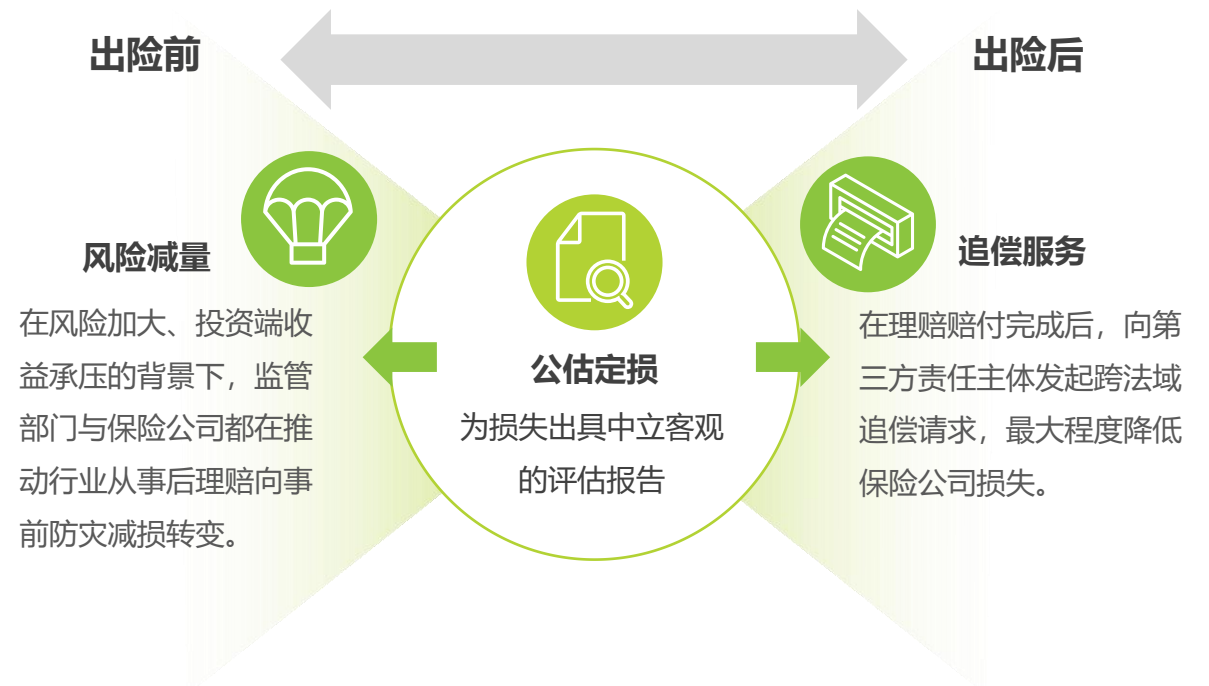 出险前
出险后
风险减量
在风险加大、投资端收
益承压的背景下，监管
部门与保险公司都在推
动行业从事后理赔向事
前防灾减损转变。
公估定损
为损失出具中立客观
的评估报告
追偿服务
在理赔赔付完成后，向第
三方责任主体发起跨法域
追偿请求，最大程度降低
保险公司损失。